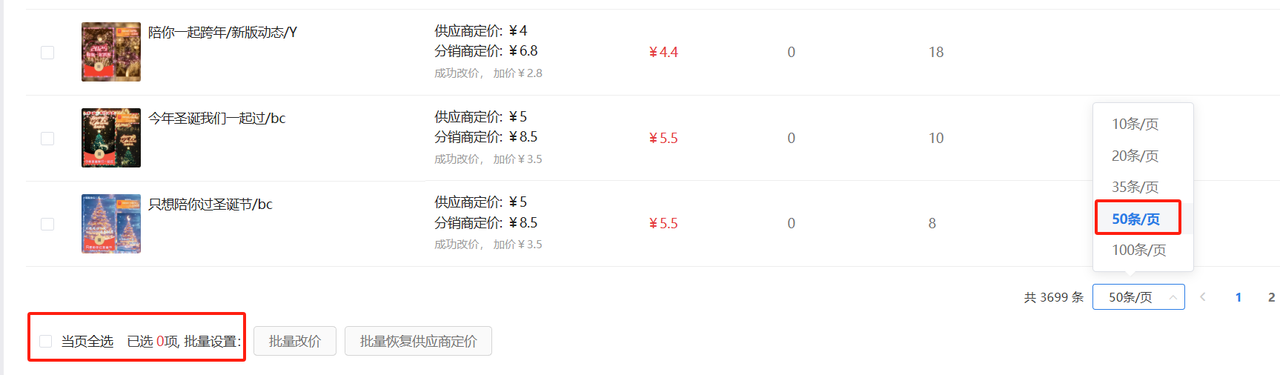 陪你一起跨年/新版动态/Y
供应商定价: ¥4
分销商定价: ¥6.8
成功改价， 加价¥2.8
¥4.4
0
18
今年圣诞我们一起过/bc
供应商定价: ¥5
分销商定价: ¥8.5
成功改价， 加价¥3.5
¥5.5
0
10
只想陪你过圣诞节/bc
供应商定价: ¥5
分销商定价: ¥8.5
成功改价， 加价¥3.5
¥5.5
0
8
10条/页
20条/页
35条/页
50条/页
100条/页
共 3699 条 50条/页 1 2
当页全选 已选 0项, 批量设置: 批量改价 批量恢复供应商定价